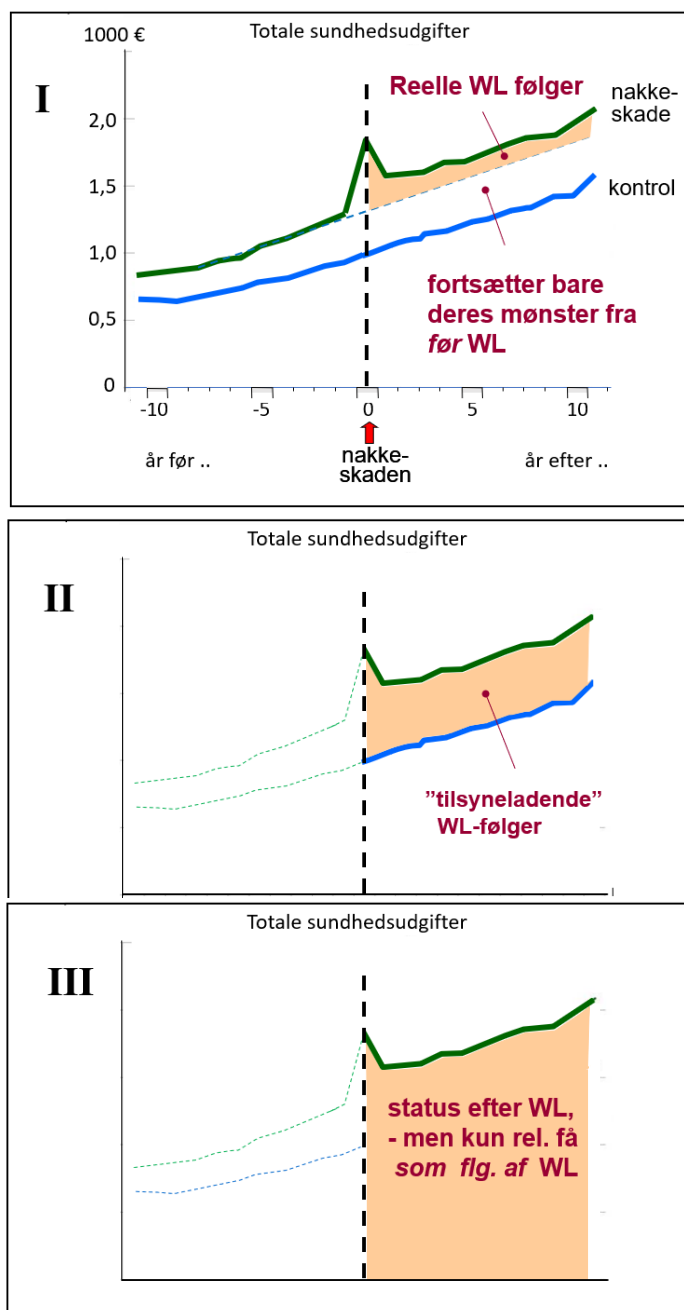 Totale sundhedsudgifter
1000 €
I
Reelle WL følger
nakke-
skade
2,0
kontrol
1,5
1,0
fortsætter bare
deres mønster fra
før WL
0,5
0
-10 -5 0 5 10
år før ..
nakke-
skaden
år efter ..
Totale sundhedsudgifter
II
”tilsyneladende”
WL-følger
Totale sundhedsudgifter
III
status efter WL,
- men kun rel. få
som flg. af WL